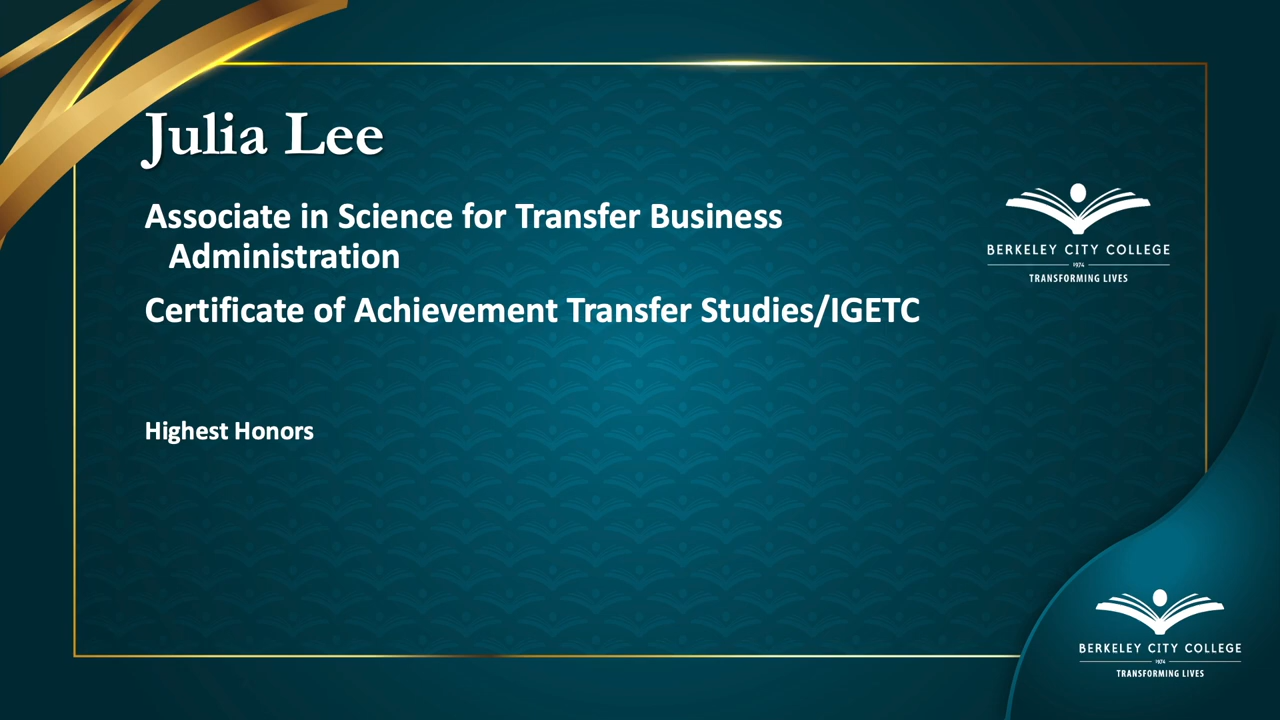 Julia Lee
Associate in Science for Transfer Business
Administration
Certificate of Achievement Transfer Studies/IGETC
Highest Honors
BERKELEY CITY COLLEGE
1974
TRANSFORMING LIVES
BERKELEY CITY COLLEGE
1974
TRANSFORMING LIVES